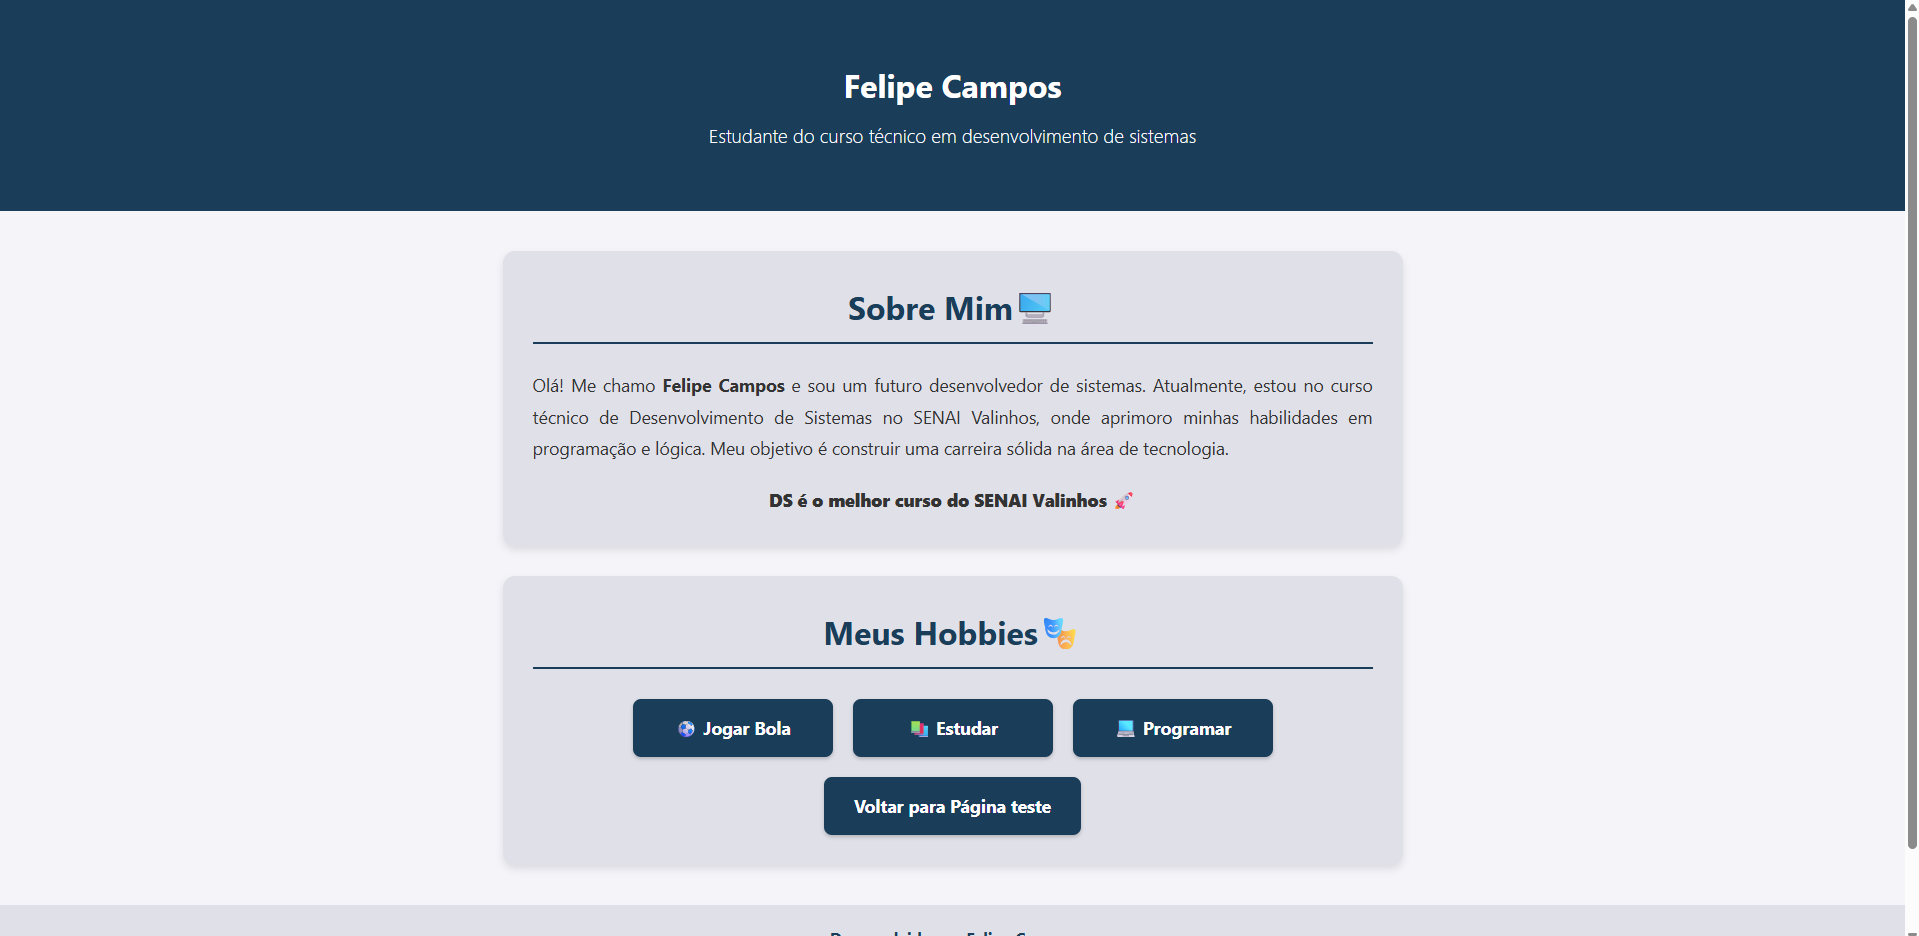 Felipe Campos
Estudante do curso técnico em desenvolvimento de sistemas
Sobre Mim
Olá! Me chamo Felipe Campos e sou um futuro desenvolvedor de sistemas. Atualmente, estou no curso
técnico de Desenvolvimento de Sistemas no SENAI Valinhos, onde aprimoro minhas habilidades em
programação e lógica. Meu objetivo é construir uma carreira sólida na área de tecnologia.
DS é o melhor curso do SENAI Valinhos 🚀
Meus Hobbies
⚽ Jogar Bola
📚 Estudar
💻 Programar
Voltar para Página teste